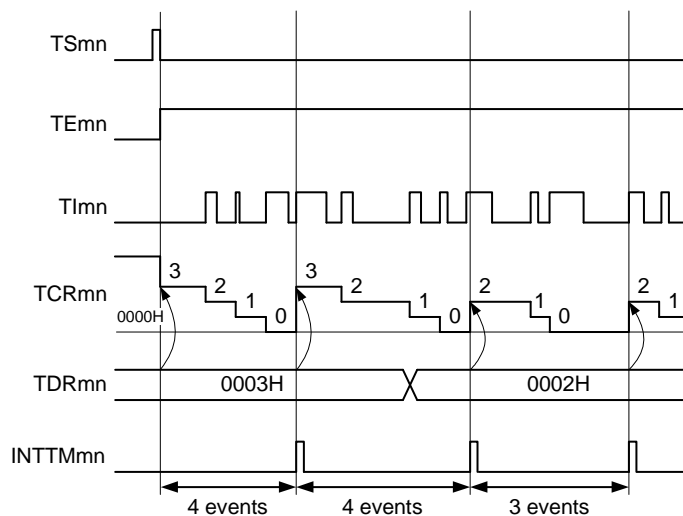 TSmn
TEmn
TImn
TCRmn
0000H
3 2 1 0 3 2 1 0 2 1 0 2 1
TDRmn
0003H 0002H
INTTMmn
4 events 4 events 3 events